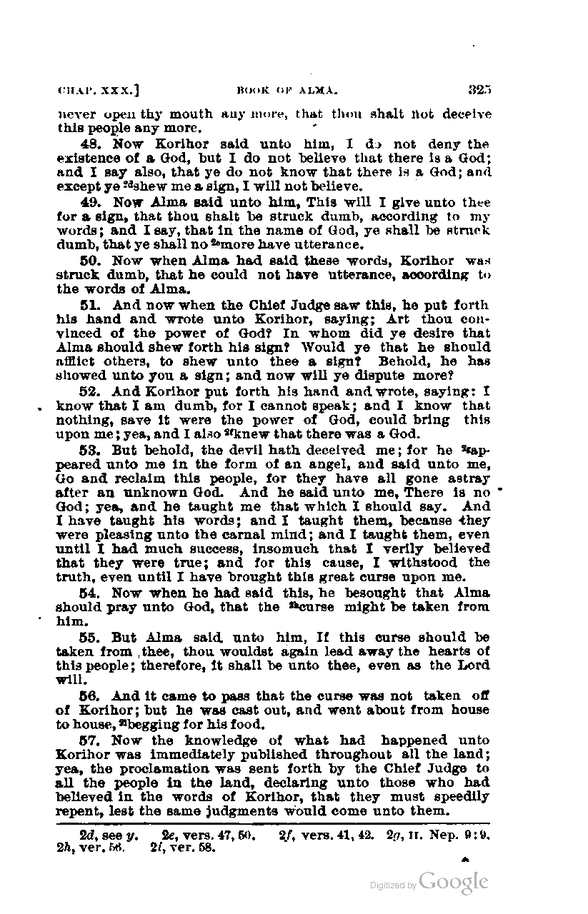 CHAP. XXX.] BOOK OF ALMA. 325
never open thy mouth any more, that thou shalt not deceive
this people any more.
48. Now Korihor said unto him, I do not deny the
existence of a God, but I do not believe that there is a God;
and I say also, that ye do not know that there is a God; and
except ye 2dshew me a sign, I will not believe.
49. Now Alma said unto him, This will I give unto thee
for a sign, that thou shalt be struck dumb, according to my
words; and I say, that in the name of God, ye shall be struck
dumb, that ye shall no 2emore have utterance.
50. Now when Alma had said these words, Korihor was
struck dumb, that he could not have utterance, according to
the words of Alma.
51. And now when the Chief Judge saw this, he put forth
his hand and wrote unto Korihor, saying; Art thou con-
vinced of the power of God? In whom did ye desire that
Alma should shew forth his sign? Would ye that he should
afflict others, to shew unto thee a sign? Behold, he has
showed unto you a sign; and now will ye dispute more?
52. And Korihor put forth his hand and wrote, saying: I
know that I am dumb, for I cannot speak; and I know that
nothing, save it were the power of God, could bring this
upon me; yea, and I also 2fknew that there was a God.
53. But behold, the devil hath deceived me; for he 2gap-
peared unto me in the form of an angel, and said unto me,
Go and reclaim this people, for they have all gone astray
after an unknown God. And he said unto me, There is no
God; yea, and he taught me that which I should say. And
I have taught his words; and I taught them, because they
were pleasing unto the carnal mind; and I taught them, even
until I had much success, insomuch that I verily believed
that they were true; and for this cause, I withstood the
truth, even until I have brought this great curse upon me.
54. Now when he had said this, he besought that Alma
should pray unto God, that the 2hcurse might be taken from
him.
55. But Alma said unto him, If this curse should be
taken from thee, thou wouldst again lead away the hearts of
this people; therefore, it shall be unto thee, even as the Lord
will.
56. And it came to pass that the curse was not taken off
of Korihor; but he was cast out, and went about from house
to house, 2ibegging for his food.
57. Now the knowledge of what had happened unto
Korihor was immediately published throughout all the land;
yea, the proclamation was sent forth by the Chief Judge to
all the people in the land, declaring unto those who had
believed in the words of Korihor, that they must speedily
repent, lest the same judgments would come unto them.
2d, see y. 2e, vers. 47, 50. 2f, vers. 41, 42. 2g, II. Nep. 9:9.
2h, ver. 56. 2i, ver. 58.
Digitized by Google